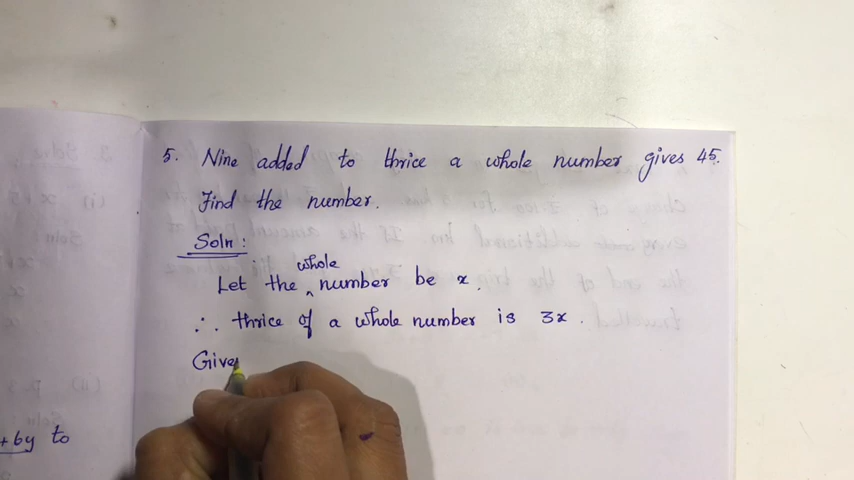 5. Nine added to thrice a whole number gives 45.
Find the number.
Soln :
Let the whole number be x.
∴ thrice of a whole number is 3x.
Give
+by to